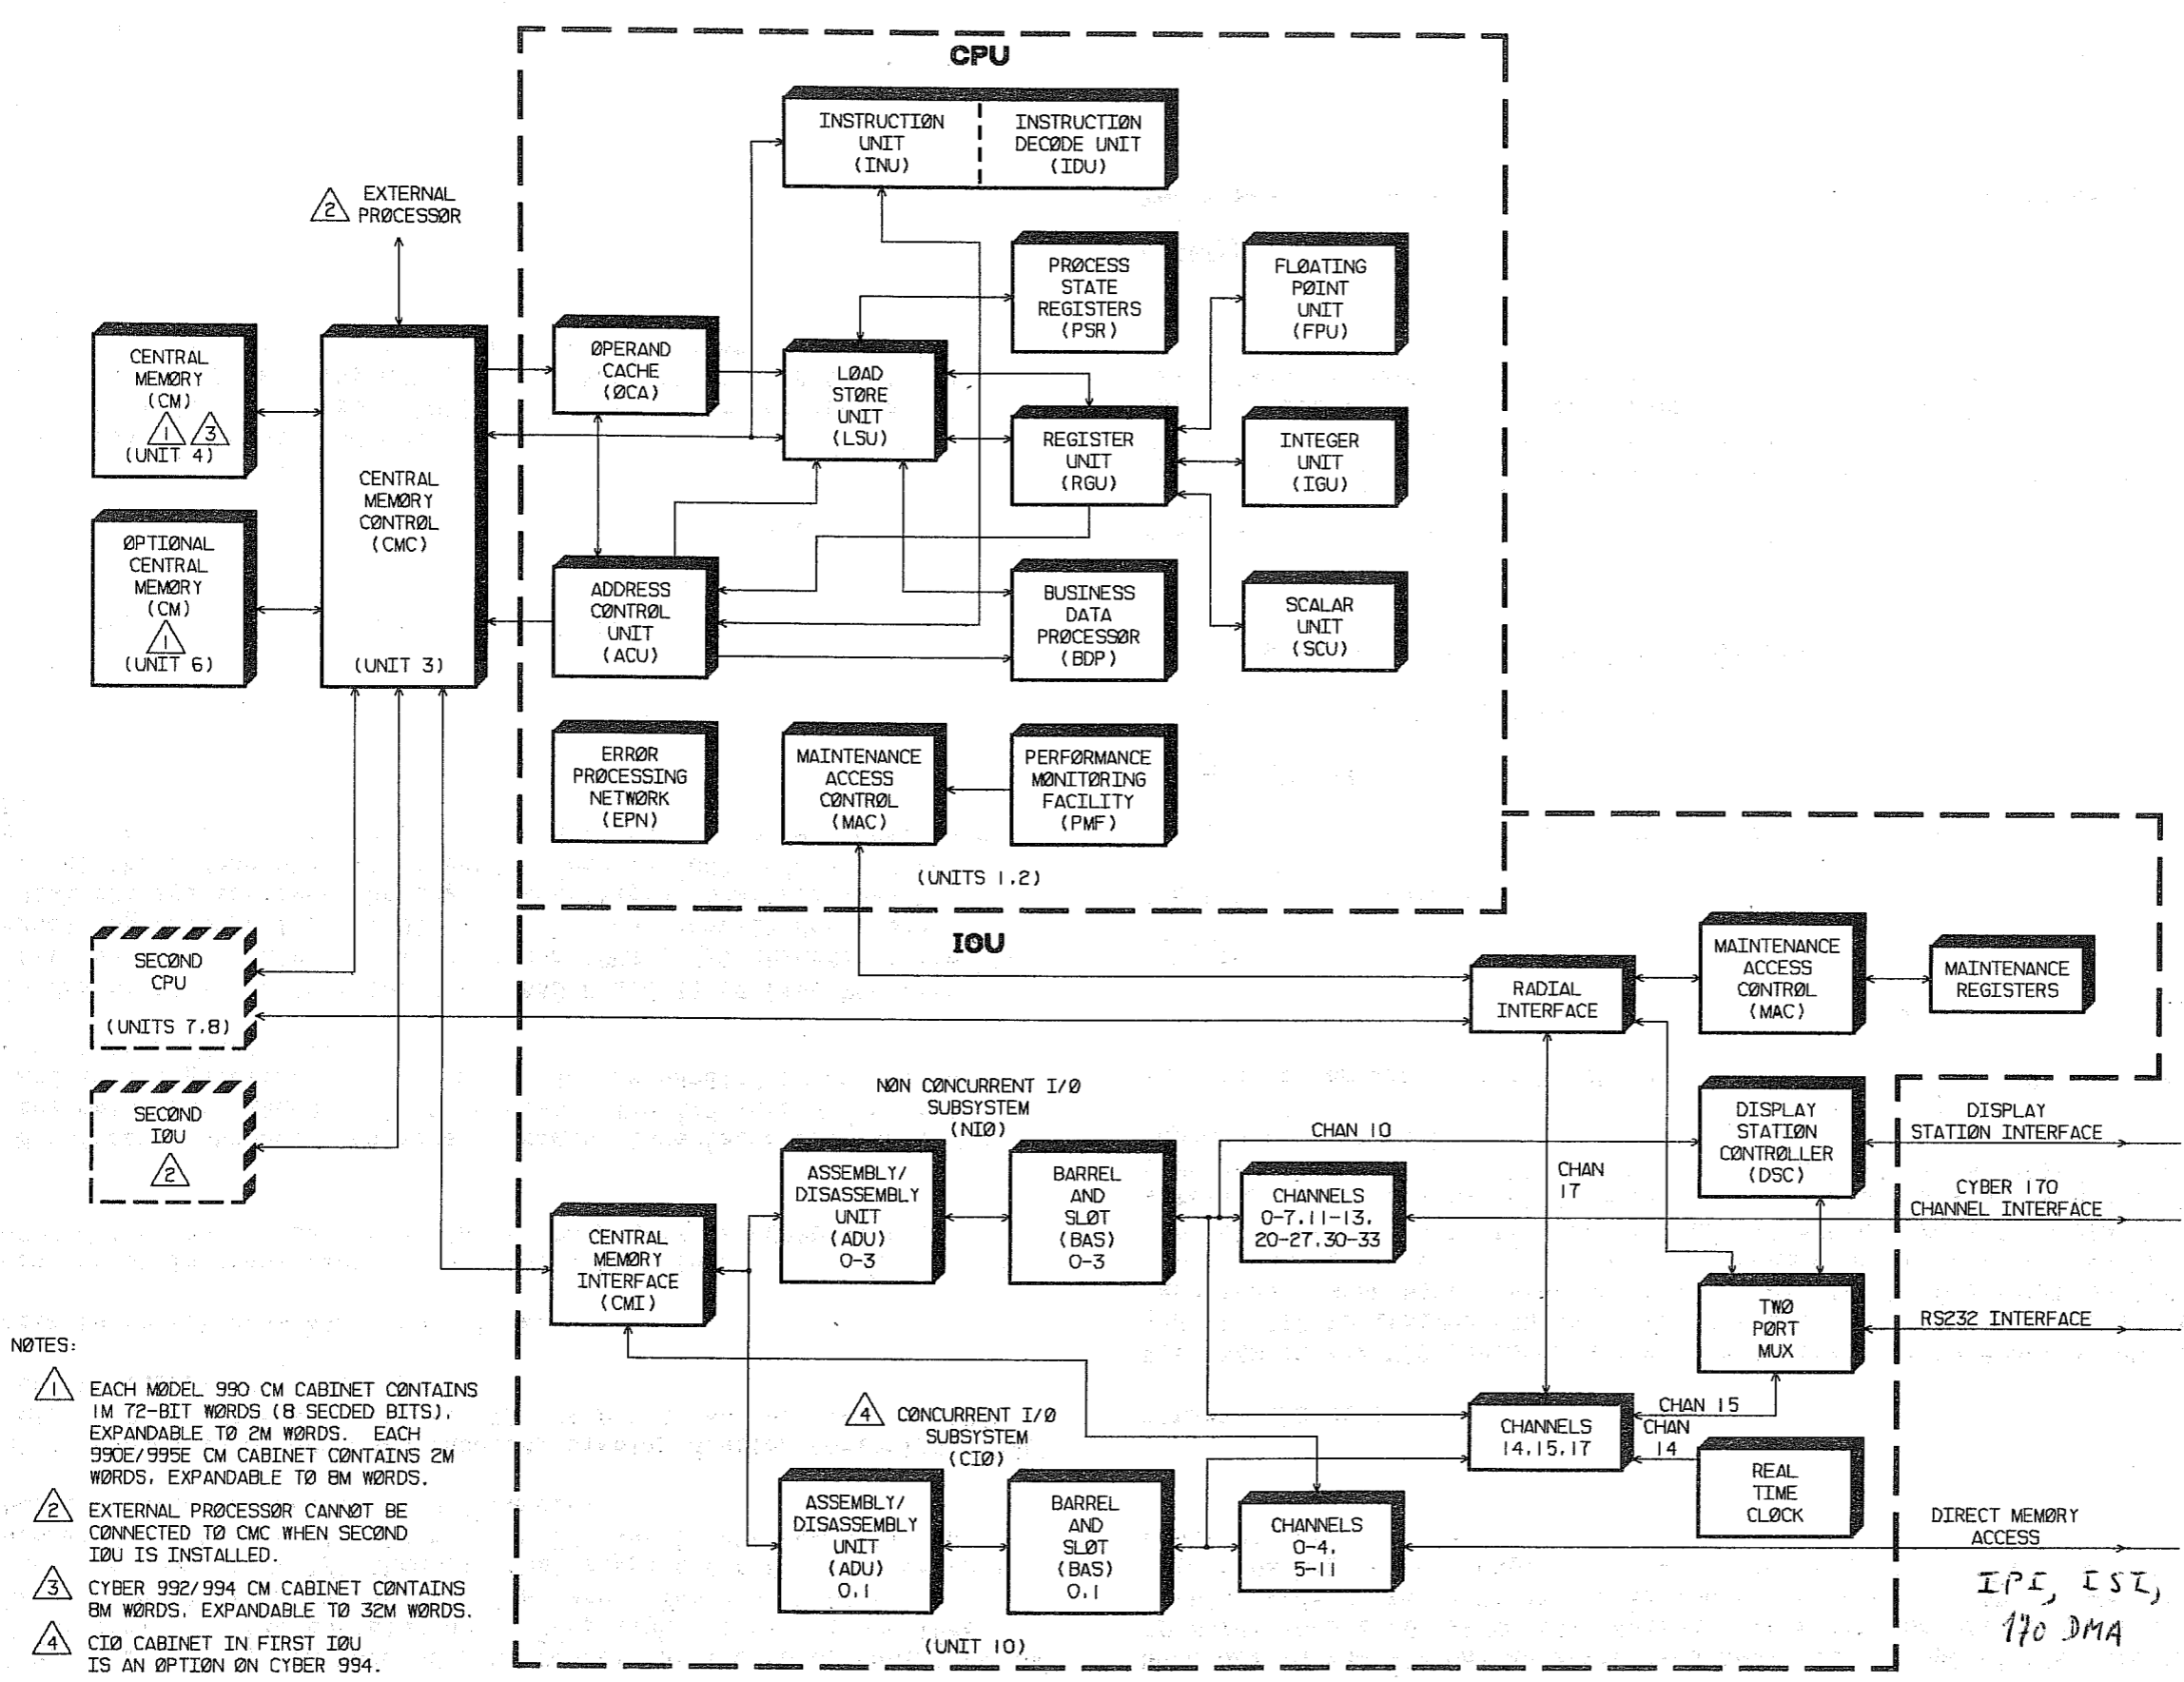 CPU
INSTRUCTIØN
UNIT
(INU)
INSTRUCTIØN
DECØDE UNIT
(IDU)
2 EXTERNAL
PRØCESSØR
PRØCESS
STATE
REGISTERS
(PSR)
FLØATING
PØINT
UNIT
(FPU)
CENTRAL
MEMØRY
(CM)
1 3
(UNIT 4)
ØPERAND
CACHE
(ØCA)
LØAD
STØRE
UNIT
(LSU)
REGISTER
UNIT
(RGU)
INTEGER
UNIT
(IGU)
CENTRAL
MEMØRY
CØNTRØL
(CMC)
(UNIT 3)
ØPTIØNAL
CENTRAL
MEMØRY
(CM)
1
(UNIT 6)
ADDRESS
CØNTRØL
UNIT
(ACU)
BUSINESS
DATA
PRØCESSØR
(BDP)
SCALAR
UNIT
(SCU)
ERRØR
PRØCESSING
NETWØRK
(EPN)
MAINTENANCE
ACCESS
CØNTRØL
(MAC)
PERFØRMANCE
MØNITØRING
FACILITY
(PMF)
(UNITS 1,2)
IØU
SECØND
CPU
(UNITS 7,8)
RADIAL
INTERFACE
MAINTENANCE
ACCESS
CØNTRØL
(MAC)
MAINTENANCE
REGISTERS
SECØND
IØU
2
NØN CØNCURRENT I/Ø
SUBSYSTEM
(NIØ)
CHAN 10
CHAN
17
DISPLAY
STATIØN
CØNTRØLLER
(DSC)
DISPLAY
STATIØN INTERFACE
CENTRAL
MEMØRY
INTERFACE
(CMI)
ASSEMBLY/
DISASSEMBLY
UNIT
(ADU)
0-3
BARREL
AND
SLØT
(BAS)
0-3
CHANNELS
0-7,11-13,
20-27,30-33
CYBER 170
CHANNEL INTERFACE
TWØ
PØRT
MUX
RS232 INTERFACE
4 CØNCURRENT I/Ø
SUBSYSTEM
(CIØ)
CHANNELS
14,15,17
CHAN 15
CHAN
14
REAL
TIME
CLØCK
ASSEMBLY/
DISASSEMBLY
UNIT
(ADU)
0,1
BARREL
AND
SLØT
(BAS)
0,1
CHANNELS
0-4,
5-11
DIRECT MEMØRY
ACCESS
IPI, ISI,
170 DMA
(UNIT 10)
NØTES:
1 EACH MØDEL 990 CM CABINET CØNTAINS
1M 72-BIT WØRDS (8 SECDED BITS),
EXPANDABLE TØ 2M WØRDS. EACH
990E/995E CM CABINET CØNTAINS 2M
WØRDS, EXPANDABLE TØ 8M WØRDS.
2 EXTERNAL PRØCESSØR CANNØT BE
CØNNECTED TØ CMC WHEN SECØND
IØU IS INSTALLED.
3 CYBER 992/994 CM CABINET CØNTAINS
8M WØRDS, EXPANDABLE TØ 32M WØRDS.
4 CIØ CABINET IN FIRST IØU
IS AN ØPTIØN ØN CYBER 994.